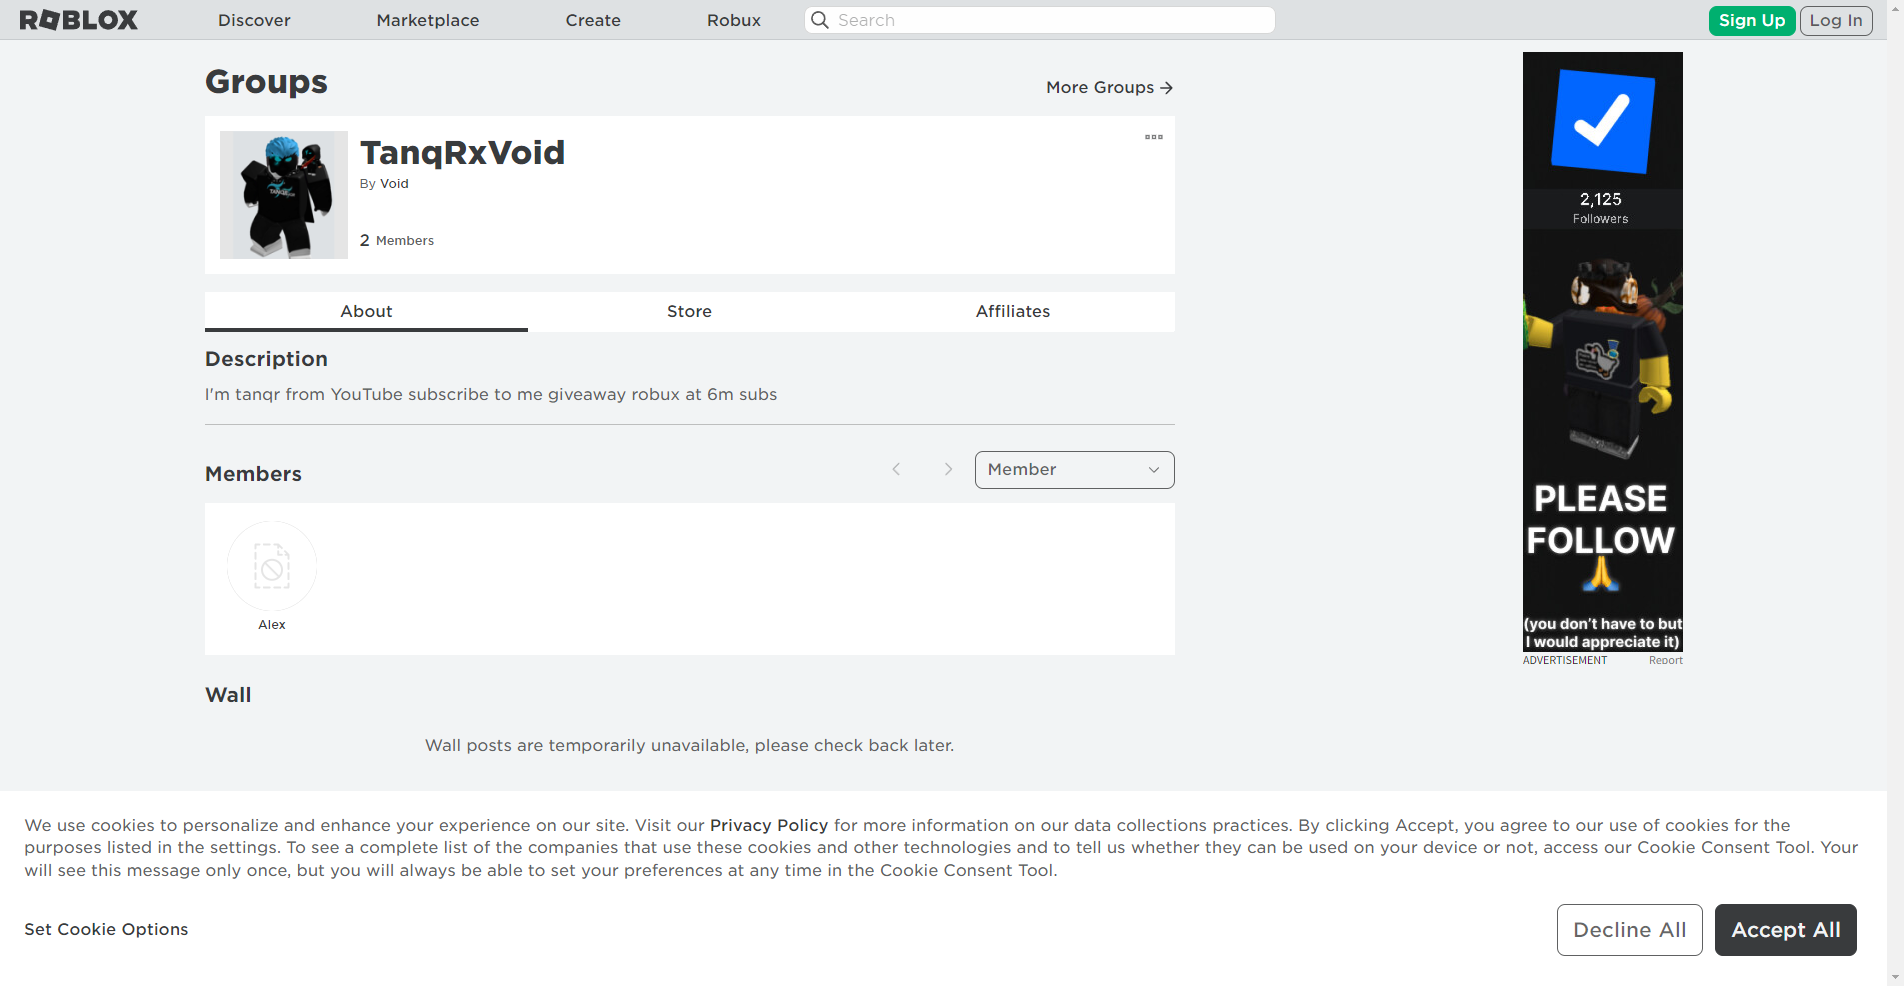 ROBLOX
Discover
Marketplace
Create
Robux
Search
Sign Up
Log In
Groups
More Groups
TanqRxVoid
By Void
2 Members
About
Store
Affiliates
Description
I'm tanqr from YouTube subscribe to me giveaway robux at 6m subs
Members
Member
Alex
Wall
Wall posts are temporarily unavailable, please check back later.
2,125
Followers
PLEASE
FOLLOW
(you don't have to but
I would appreciate it)
ADVERTISEMENT
Report
We use cookies to personalize and enhance your experience on our site. Visit our Privacy Policy for more information on our data collections practices. By clicking Accept, you agree to our use of cookies for the
purposes listed in the settings. To see a complete list of the companies that use these cookies and other technologies and to tell us whether they can be used on your device or not, access our Cookie Consent Tool. Your
will see this message only once, but you will always be able to set your preferences at any time in the Cookie Consent Tool.
Set Cookie Options
Decline All
Accept All